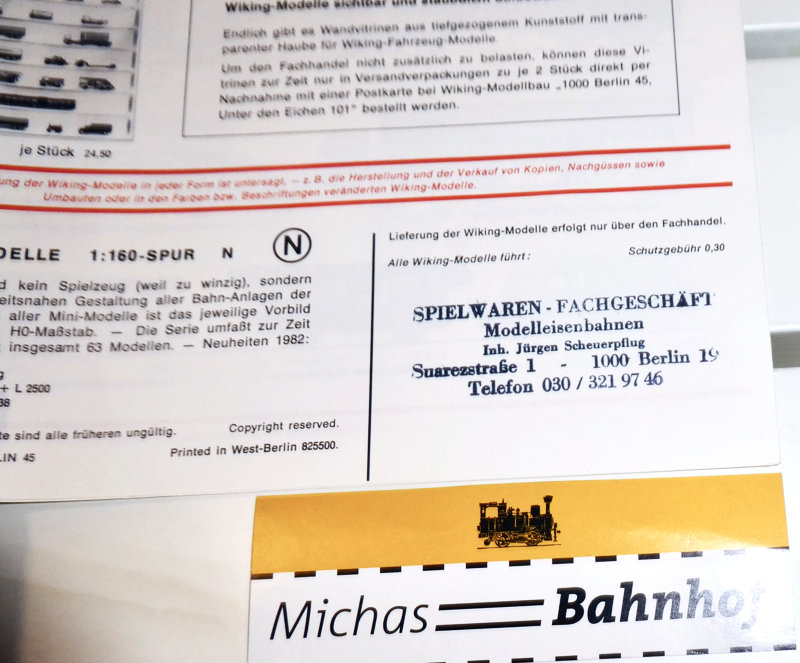 Wiking-Modelle sichtbar und staubfrei
Endlich gibt es Wandvitrinen aus tiefgezogenem Kunststoff mit trans-
parenter Haube für Wiking-Fahrzeug-Modelle.
Um den Fachhandel nicht zusätzlich zu belasten, können diese Vi-
trinen zur Zeit nur in Versandverpackungen zu je 2 Stück direkt per
Nachnahme mit einer Postkarte bei Wiking-Modellbau „1000 Berlin 45,
Unter den Eichen 101" bestellt werden.
je Stück 24.50
ung der Wiking-Modelle in jeder Form ist untersagt, – z. B. die Herstellung und der Verkauf von Kopien, Nachgüssen sowie
Umbauten oder in den Farben bzw. Beschriftungen veränderten Wiking-Modelle.
ODELLE 1:160-SPUR N N
d kein Spielzeug (weil zu winzig), sondern
eitsnahen Gestaltung aller Bahn-Anlagen der
aller Mini-Modelle ist das jeweilige Vorbild
H0-Maßstab. — Die Serie umfaßt zur Zeit
insgesamt 63 Modellen. — Neuheiten 1982:
g
+ L 2500
38
te sind alle früheren ungültig.
Copyright reserved.
LIN 45
Printed in West-Berlin 825500.
Lieferung der Wiking-Modelle erfolgt nur über den Fachhandel.
Alle Wiking-Modelle führt: Schutzgebühr 0,30
SPIELWAREN - FACHGESCHÄFT
Modelleisenbahnen
Inh. Jürgen Scheuerpflug
Suarezstraße 1 - 1000 Berlin 19
Telefon 030 / 321 97 46
Michas Bahnhof